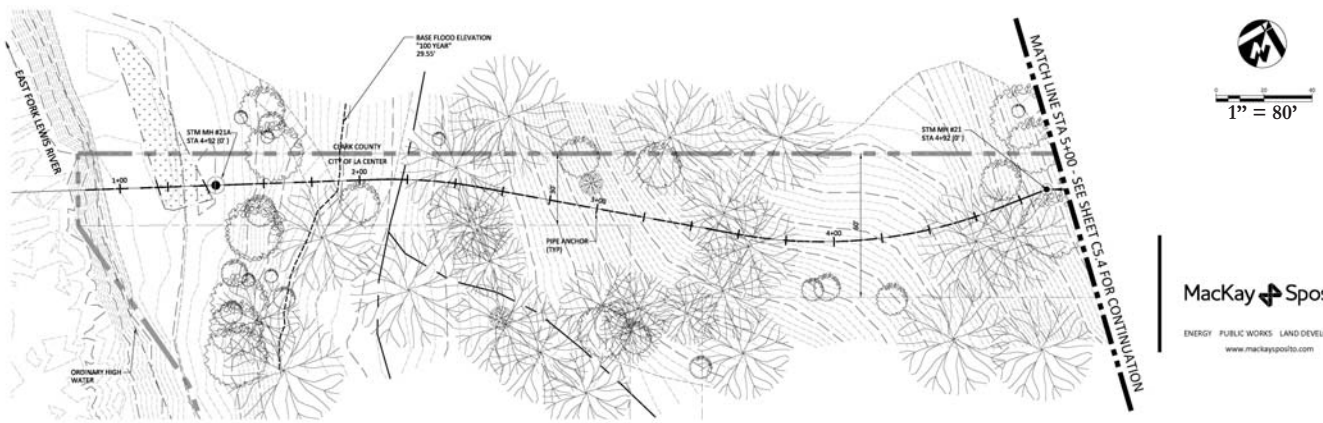 BASE FLOOD ELEVATION
"100 YEAR"
29.55'
EAST FORK LEWIS RIVER
STM MH #21A
STA 4+92 (0' )
CLARK COUNTY
CITY OF LA CENTER
1+00
2+00
30'
3+00
PIPE ANCHOR
(TYP)
4+00
60'
STM MH #21
STA 4+92 (0' )
MATCH LINE STA 5+00 - SEE SHEET C5.4 FOR CONTINUATION
ORDINARY HIGH
WATER
N
1” = 80’
MacKay Spos
ENERGY PUBLIC WORKS LAND DEVEL
www.mackaysposito.com